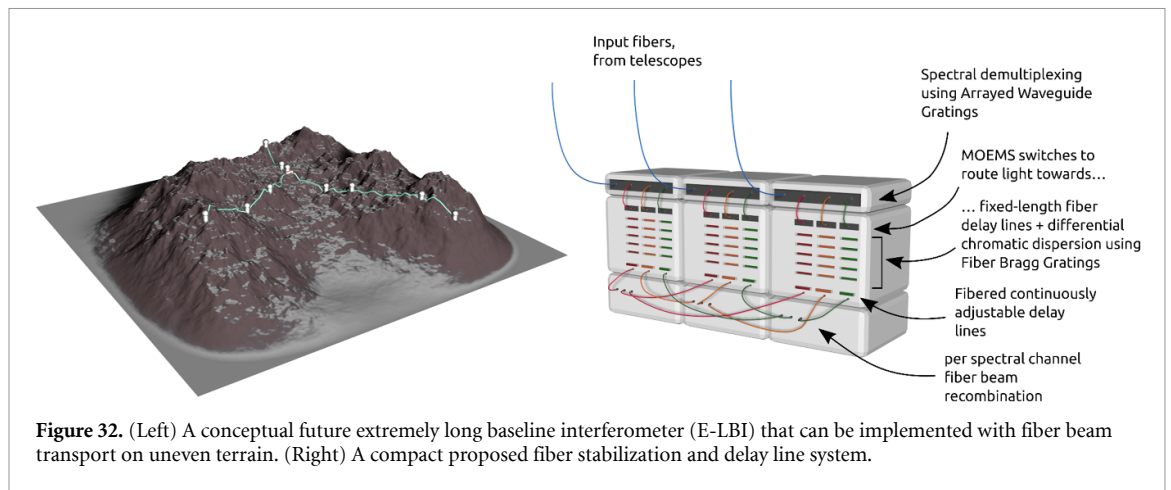 Input fibers,
from telescopes
Spectral demultiplexing
using Arrayed Waveguide
Gratings
MOEMS switches to
route light towards...
... fixed-length fiber
delay lines + differential
chromatic dispersion using
Fiber Bragg Gratings
Fibered continuously
adjustable delay
lines
per spectral channel
fiber beam
recombination
Figure 32. (Left) A conceptual future extremely long baseline interferometer (E-LBI) that can be implemented with fiber beam
transport on uneven terrain. (Right) A compact proposed fiber stabilization and delay line system.